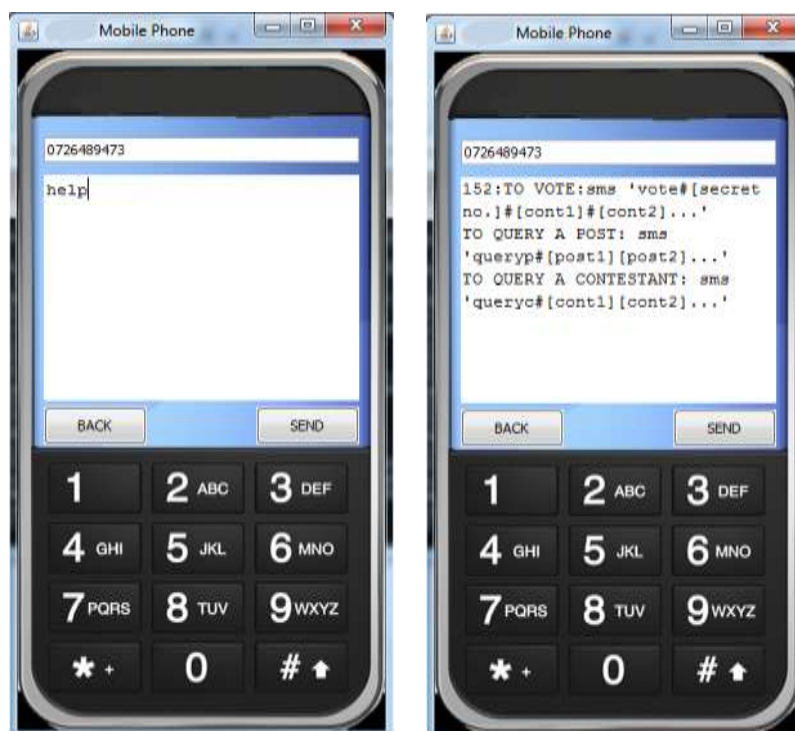 Mobile Phone
0726489473
help
BACK SEND
1 2 ABC 3 DEF
4 GHI 5 JKL 6 MNO
7 PQRS 8 TUV 9 WXYZ
* + 0 #
Mobile Phone
0726489473
152:TO VOTE:sms 'vote#[secret
no.]#[cont1]#[cont2]...'
TO QUERY A POST: sms
'queryp#[post1][post2]...'
TO QUERY A CONTESTANT: sms
'queryc#[cont1][cont2]...'
BACK SEND
1 2 ABC 3 DEF
4 GHI 5 JKL 6 MNO
7 PQRS 8 TUV 9 WXYZ
* + 0 #